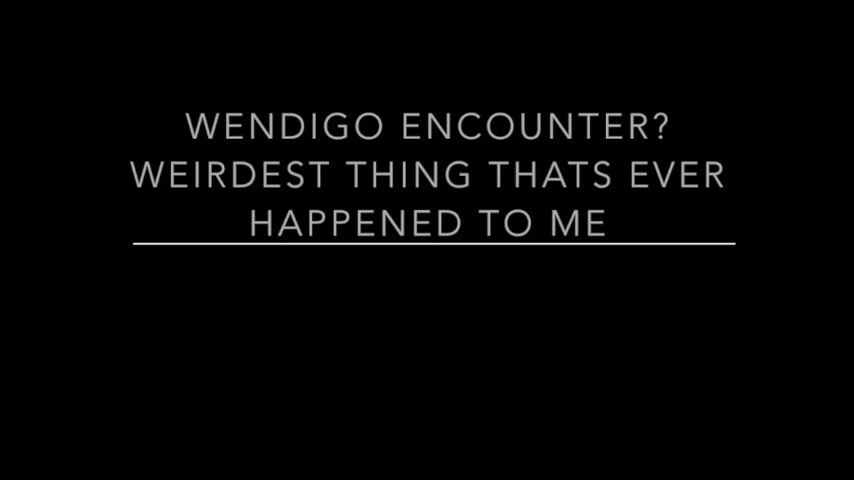 WENDIGO ENCOUNTER?
WEIRDEST THING THATS EVER
HAPPENED TO ME